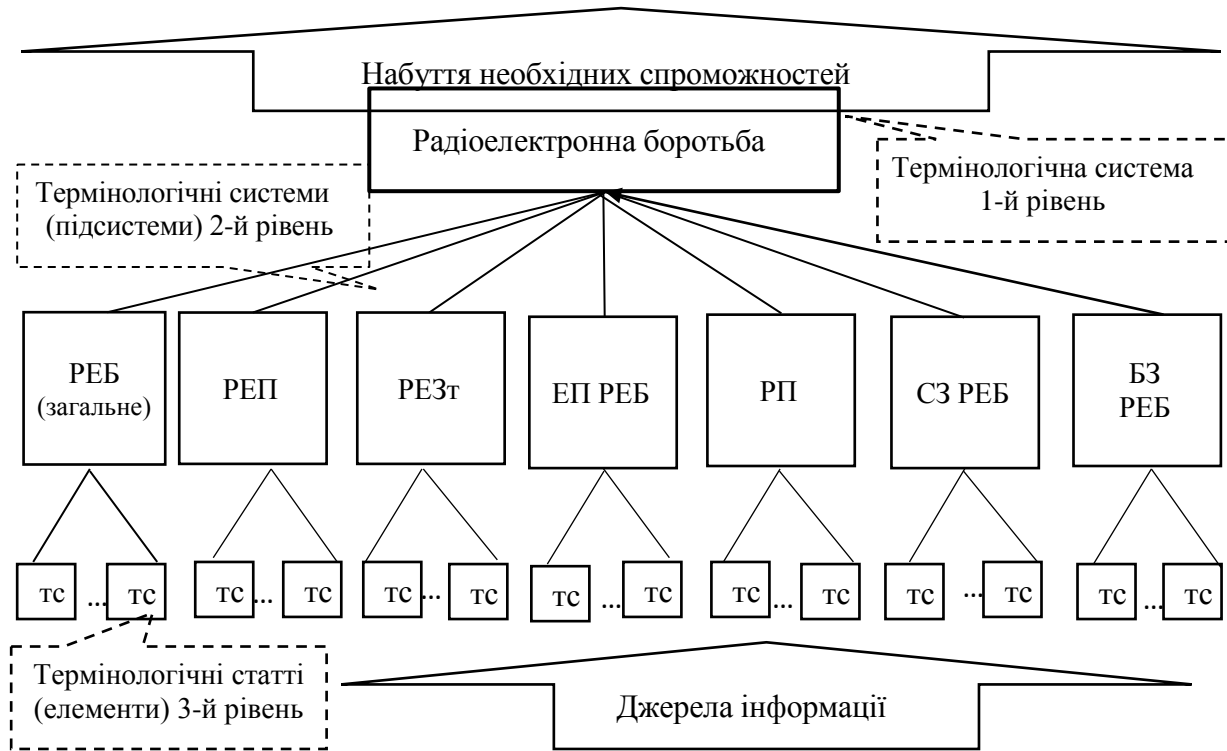 Набуття необхідних спроможностей
Радіоелектронна боротьба
Термінологічна система
1-й рівень
Термінологічні системи
(підсистеми) 2-й рівень
РЕБ
(загальне)
РЕП
РЕЗт
ЕП РЕБ
РП
СЗ РЕБ
БЗ
РЕБ
тс ... тс
тс ... тс
тс ... тс
тс ... тс
тс ... тс
тс ... тс
тс ... тс
Термінологічні статті
(елементи) 3-й рівень
Джерела інформації